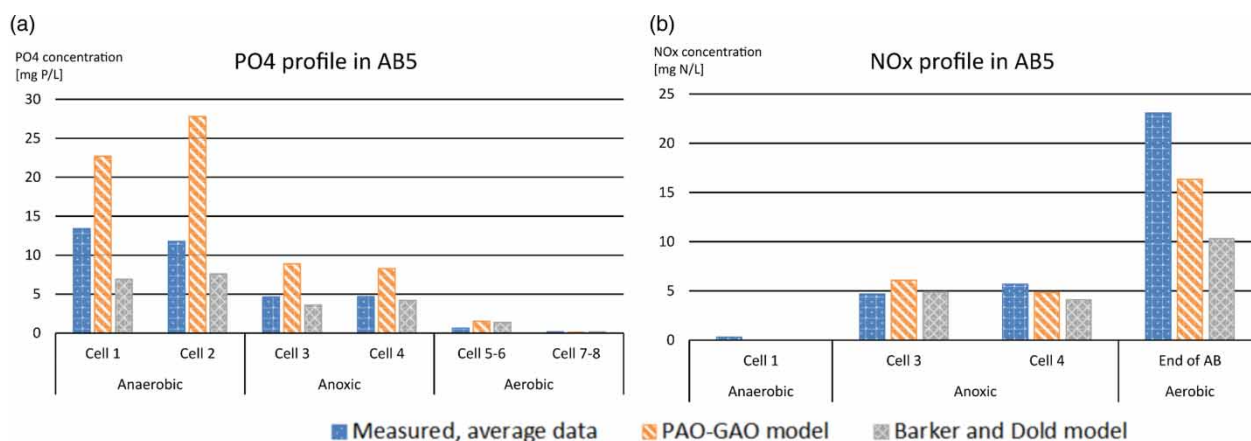 (a)
PO4 concentration
[mg P/L]
PO4 profile in AB5
30
25
20
15
10
5
0
Cell 1 Cell 2 Cell 3 Cell 4 Cell 5-6 Cell 7-8
Anaerobic Anoxic Aerobic
(b)
NOx concentration
[mg N/L]
NOx profile in AB5
25
20
15
10
5
0
Cell 1 Cell 3 Cell 4 End of AB
Anaerobic Anoxic Aerobic
Measured, average data PAO-GAO model Barker and Dold model